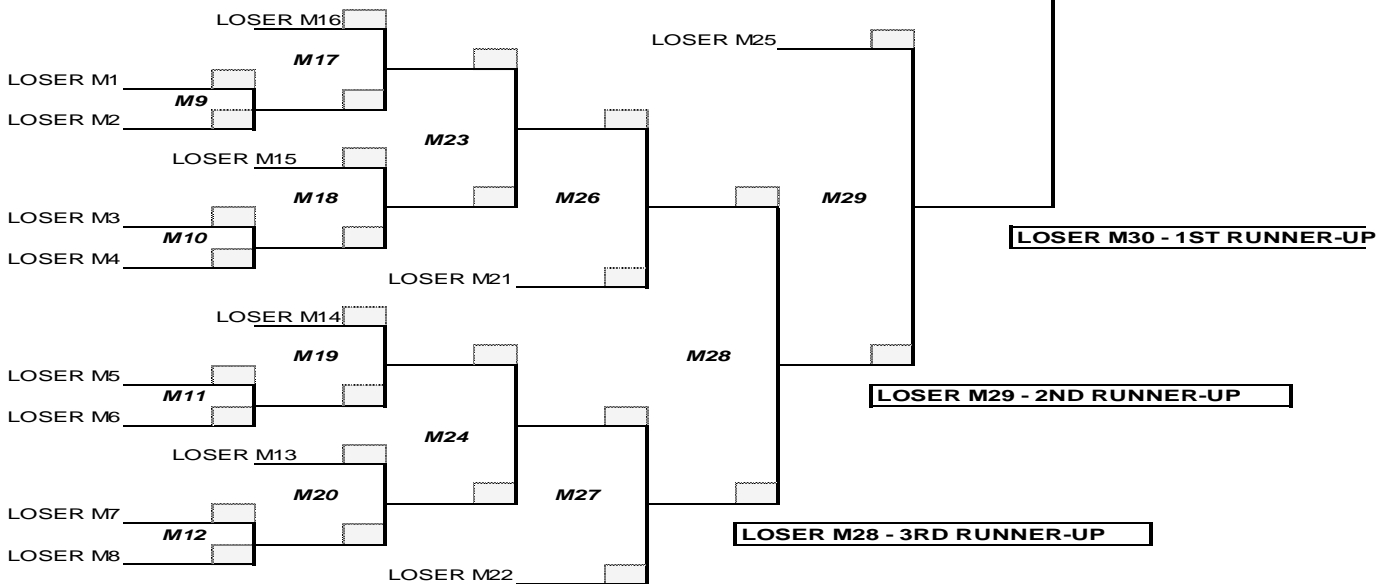 LOSER M16
LOSER M25
M17
LOSER M1
M9
LOSER M2
M23
LOSER M15
M18
M26
M29
LOSER M3
M10
LOSER M4
LOSER M30 - 1ST RUNNER-UP
LOSER M21
LOSER M14
M19
M28
LOSER M5
M11
LOSER M6
LOSER M29 - 2ND RUNNER-UP
M24
LOSER M13
M20
M27
LOSER M7
M12
LOSER M8
LOSER M28 - 3RD RUNNER-UP
LOSER M22